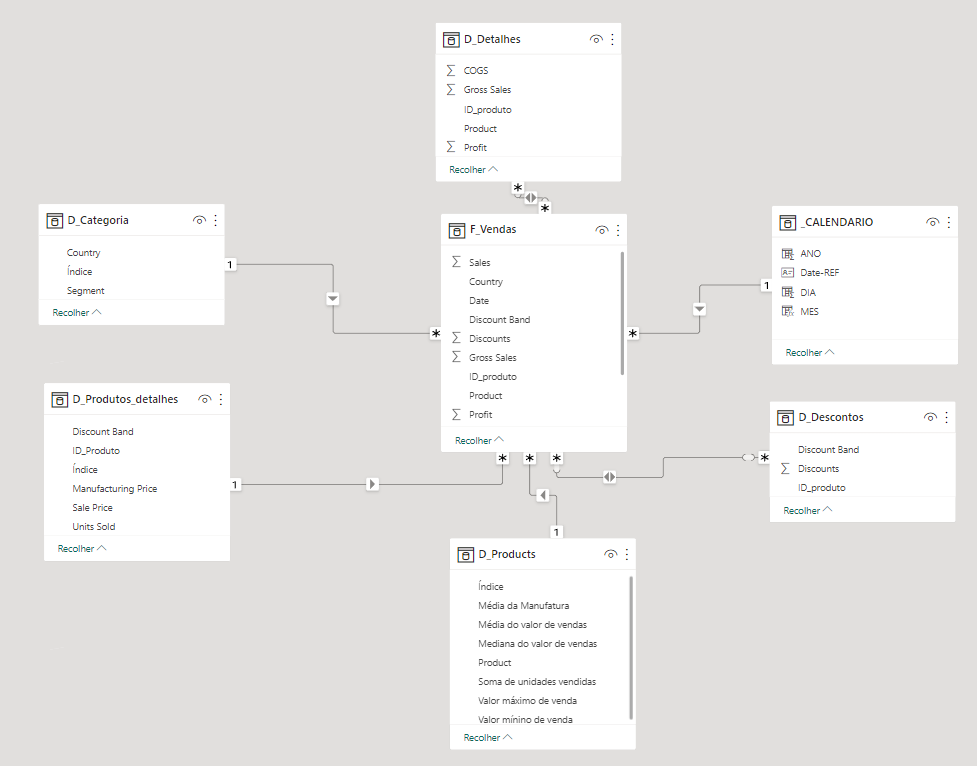 D_Detalhes
COGS
Gross Sales
ID_produto
Product
Profit
Recolher
*
*
D_Categoria
Country
Índice
Segment
Recolher
1
*
F_Vendas
Sales
Country
Date
Discount Band
Discounts
Gross Sales
ID_produto
Product
Profit
Recolher
_CALENDARIO
ANO
Date-REF
DIA
MES
Recolher
1
*
D_Produtos_detalhes
Discount Band
ID_Produto
Índice
Manufacturing Price
Sale Price
Units Sold
Recolher
1
* * *
D_Descontos
Discount Band
Discounts
ID_produto
Recolher
*
1
D_Products
Índice
Média da Manufatura
Média do valor de vendas
Mediana do valor de vendas
Product
Soma de unidades vendidas
Valor máximo de venda
Valor mínino de venda
Recolher